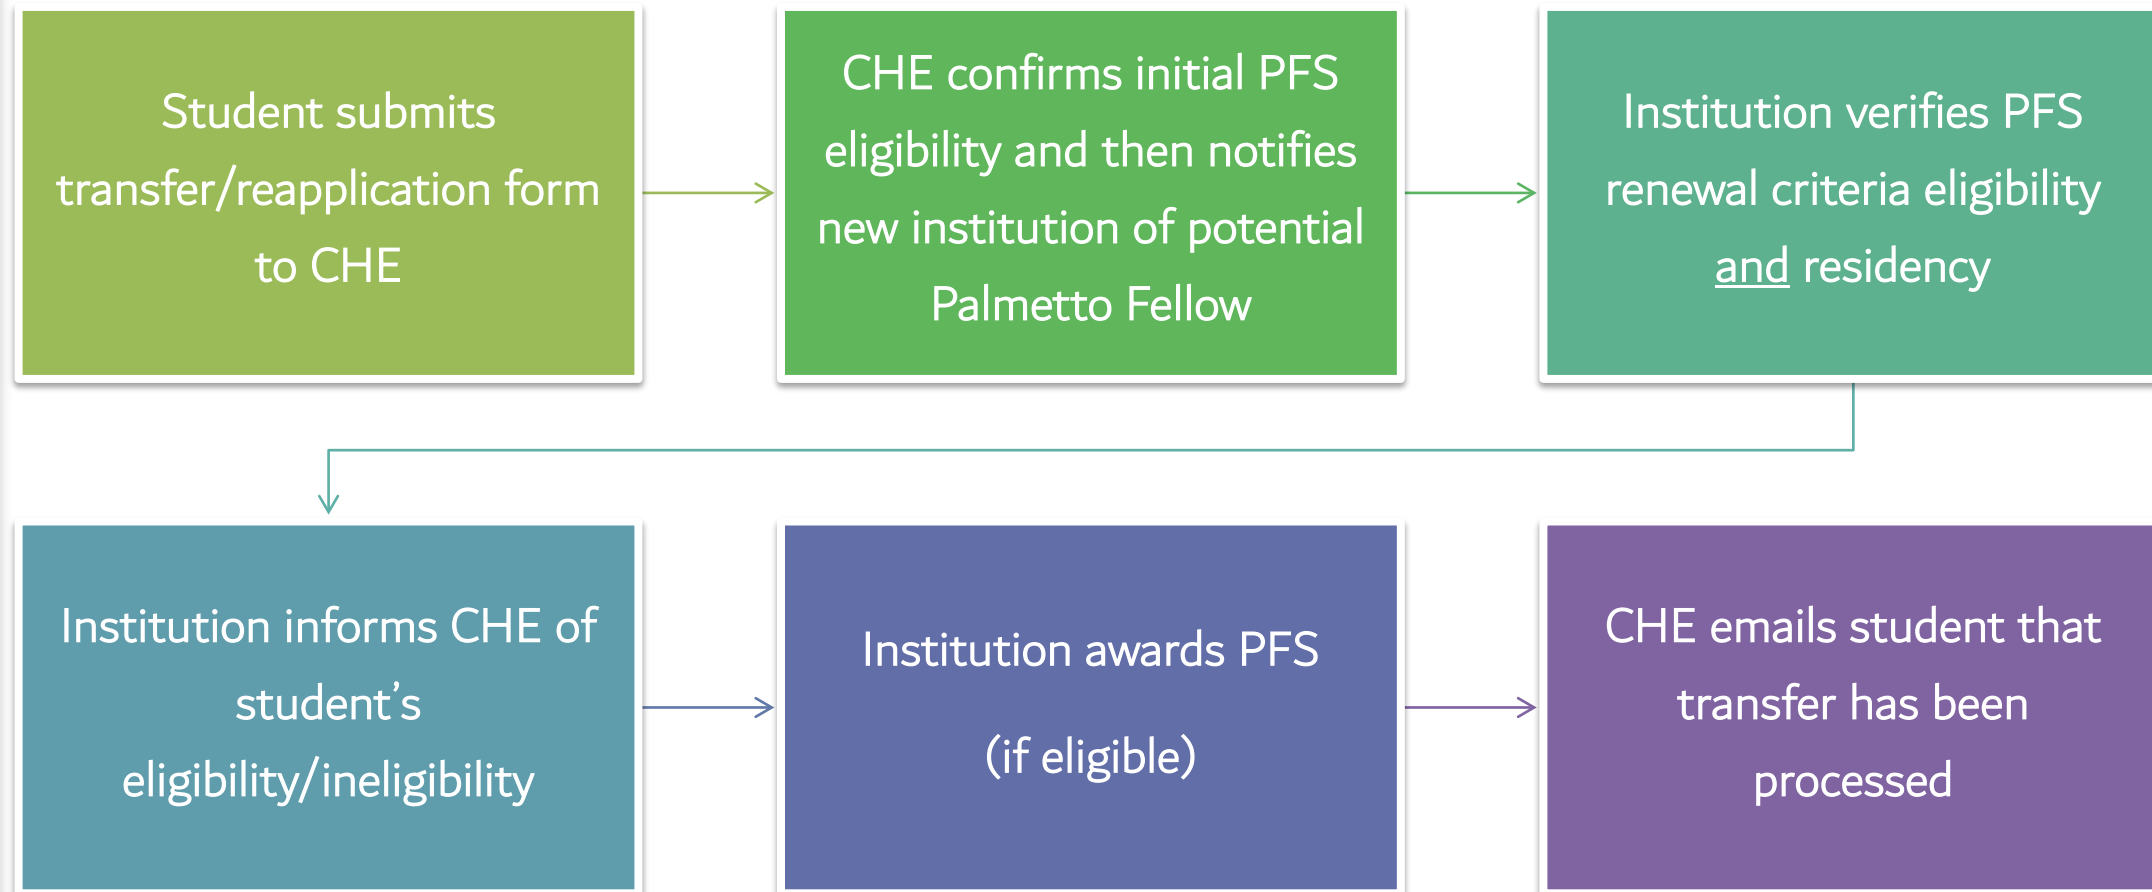 Student submits
transfer/reapplication form
to CHE
CHE confirms initial PFS
eligibility and then notifies
new institution of potential
Palmetto Fellow
Institution verifies PFS
renewal criteria eligibility
and residency
Institution informs CHE of
student’s
eligibility/ineligibility
Institution awards PFS
(if eligible)
CHE emails student that
transfer has been
processed